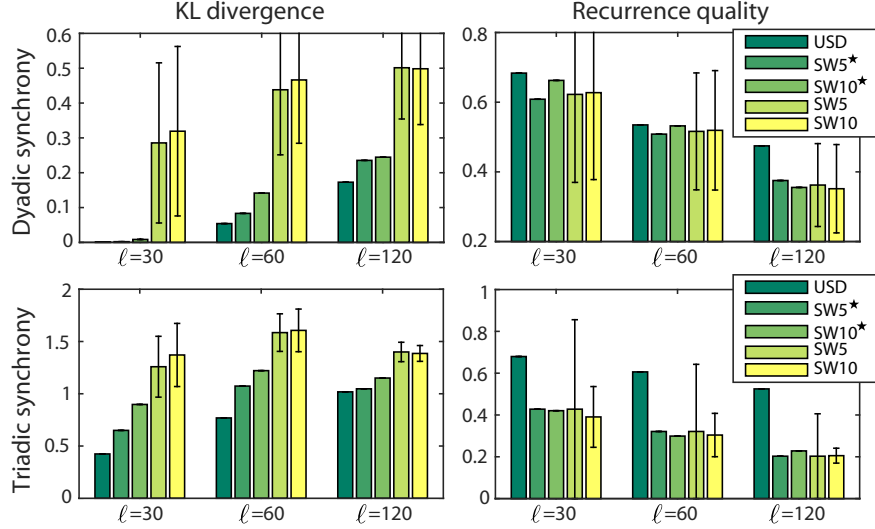 KL divergence
Recurrence quality
Dyadic synchrony
0.6
0.5
0.4
0.3
0.2
0.1
0
ℓ=30
ℓ=60
ℓ=120
0.8
0.6
0.4
0.2
ℓ=30
ℓ=60
ℓ=120
USD
SW5★
SW10★
SW5
SW10
Triadic synchrony
2
1.5
1
0.5
0
ℓ=30
ℓ=60
ℓ=120
1
0.8
0.6
0.4
0.2
0
ℓ=30
ℓ=60
ℓ=120
USD
SW5★
SW10★
SW5
SW10